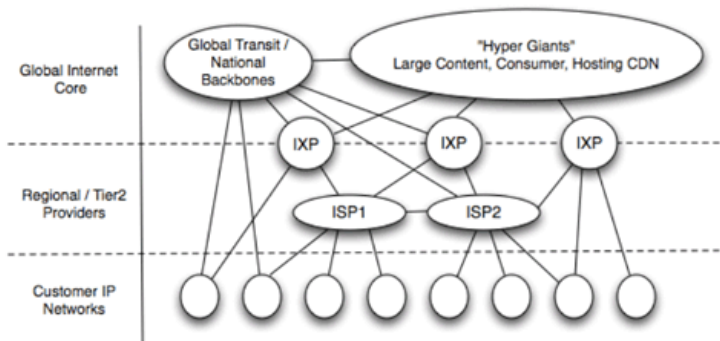 Global Internet
Core
Global Transit /
National
Backbones
"Hyper Giants"
Large Content, Consumer, Hosting CDN
IXP
IXP
IXP
Regional / Tier2
Providers
ISP1
ISP2
Customer IP
Networks